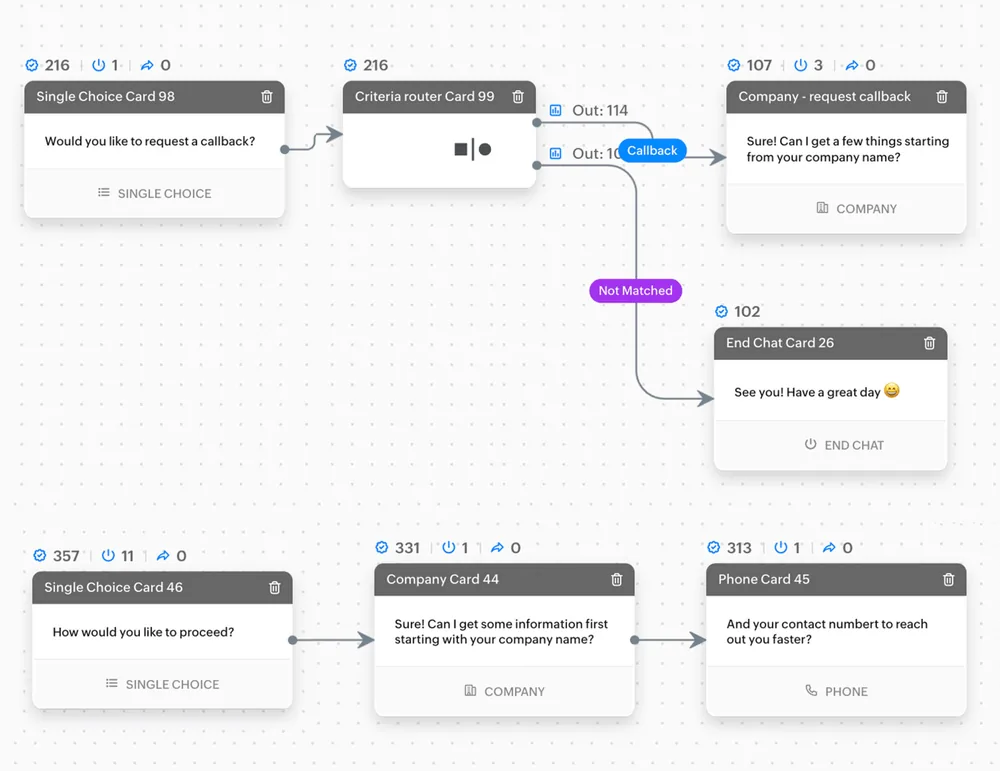 216 1 0
Single Choice Card 98
Would you like to request a callback?
SINGLE CHOICE
216
Criteria router Card 99
Out: 114
Callback
Out: 10
Not Matched
107 3 0
Company - request callback
Sure! Can I get a few things starting
from your company name?
COMPANY
102
End Chat Card 26
See you! Have a great day 😄
END CHAT
357 11 0
Single Choice Card 46
How would you like to proceed?
SINGLE CHOICE
331 1 0
Company Card 44
Sure! Can I get some information first
starting with your company name?
COMPANY
313 1 0
Phone Card 45
And your contact numbert to reach
out you faster?
PHONE